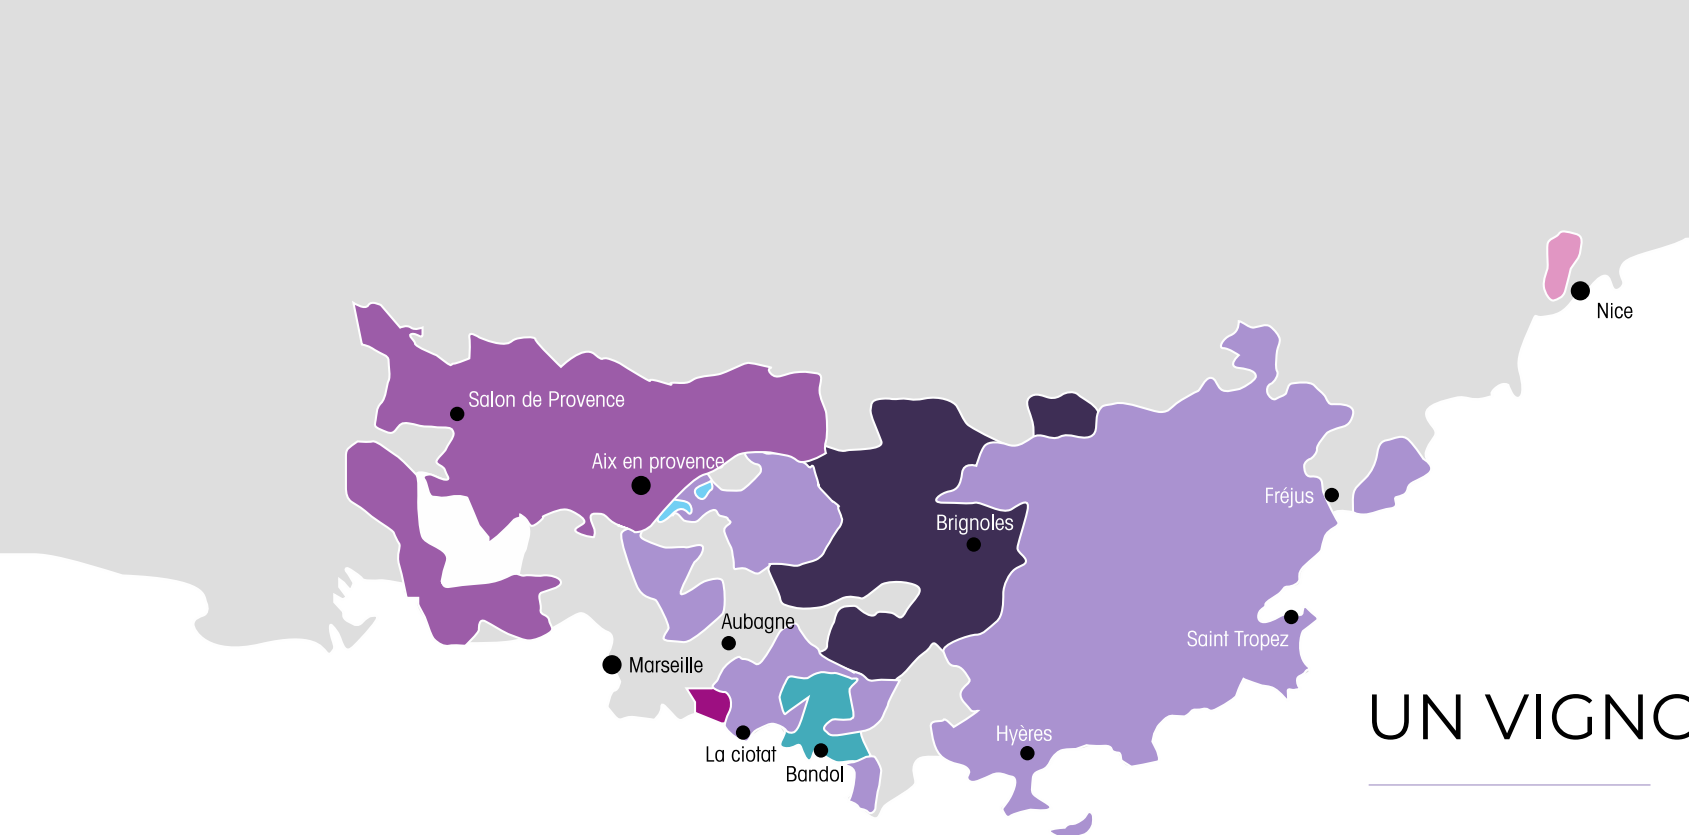 Nice
Salon de Provence
Aix en provence
Fréjus
Brignoles
Aubagne
Saint Tropez
Marseille
UN VIGNO
Hyères
La ciotat
Bandol